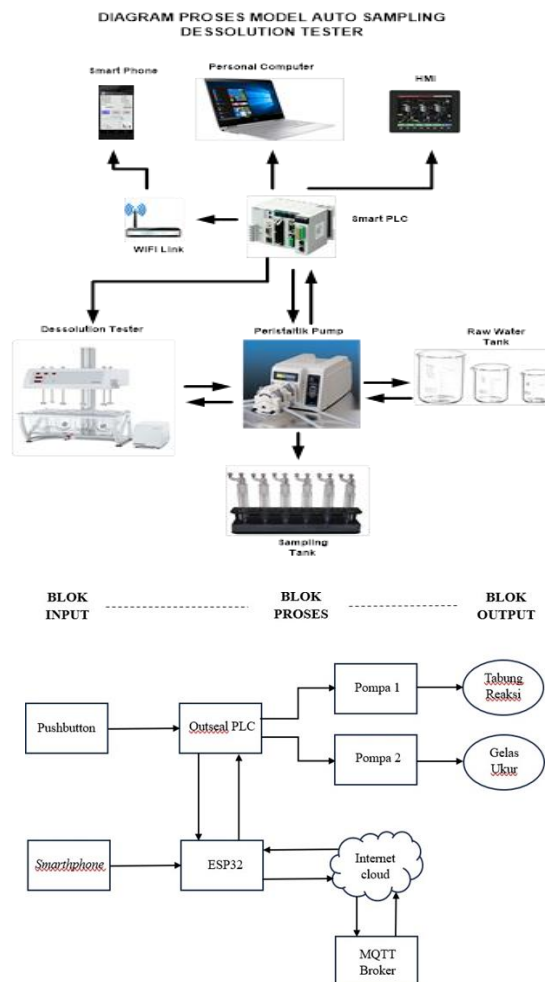 DIAGRAM PROSES MODEL AUTO SAMPLING
DESSOLUTION TESTER
Smart Phone
Personal Computer
HMI
Smart PLC
WIFI Link
Dessolution Tester
Peristaltik Pump
Raw Water
Tank
Sampling
Tank
BLOK
INPUT
BLOK
PROSES
BLOK
OUTPUT
Pushbutton
Outseal PLC
Pompa 1
Tabung
Reaksi
Pompa 2
Gelas
Ukur
Smarthphone
ESP32
Internet
cloud
MQTT
Broker